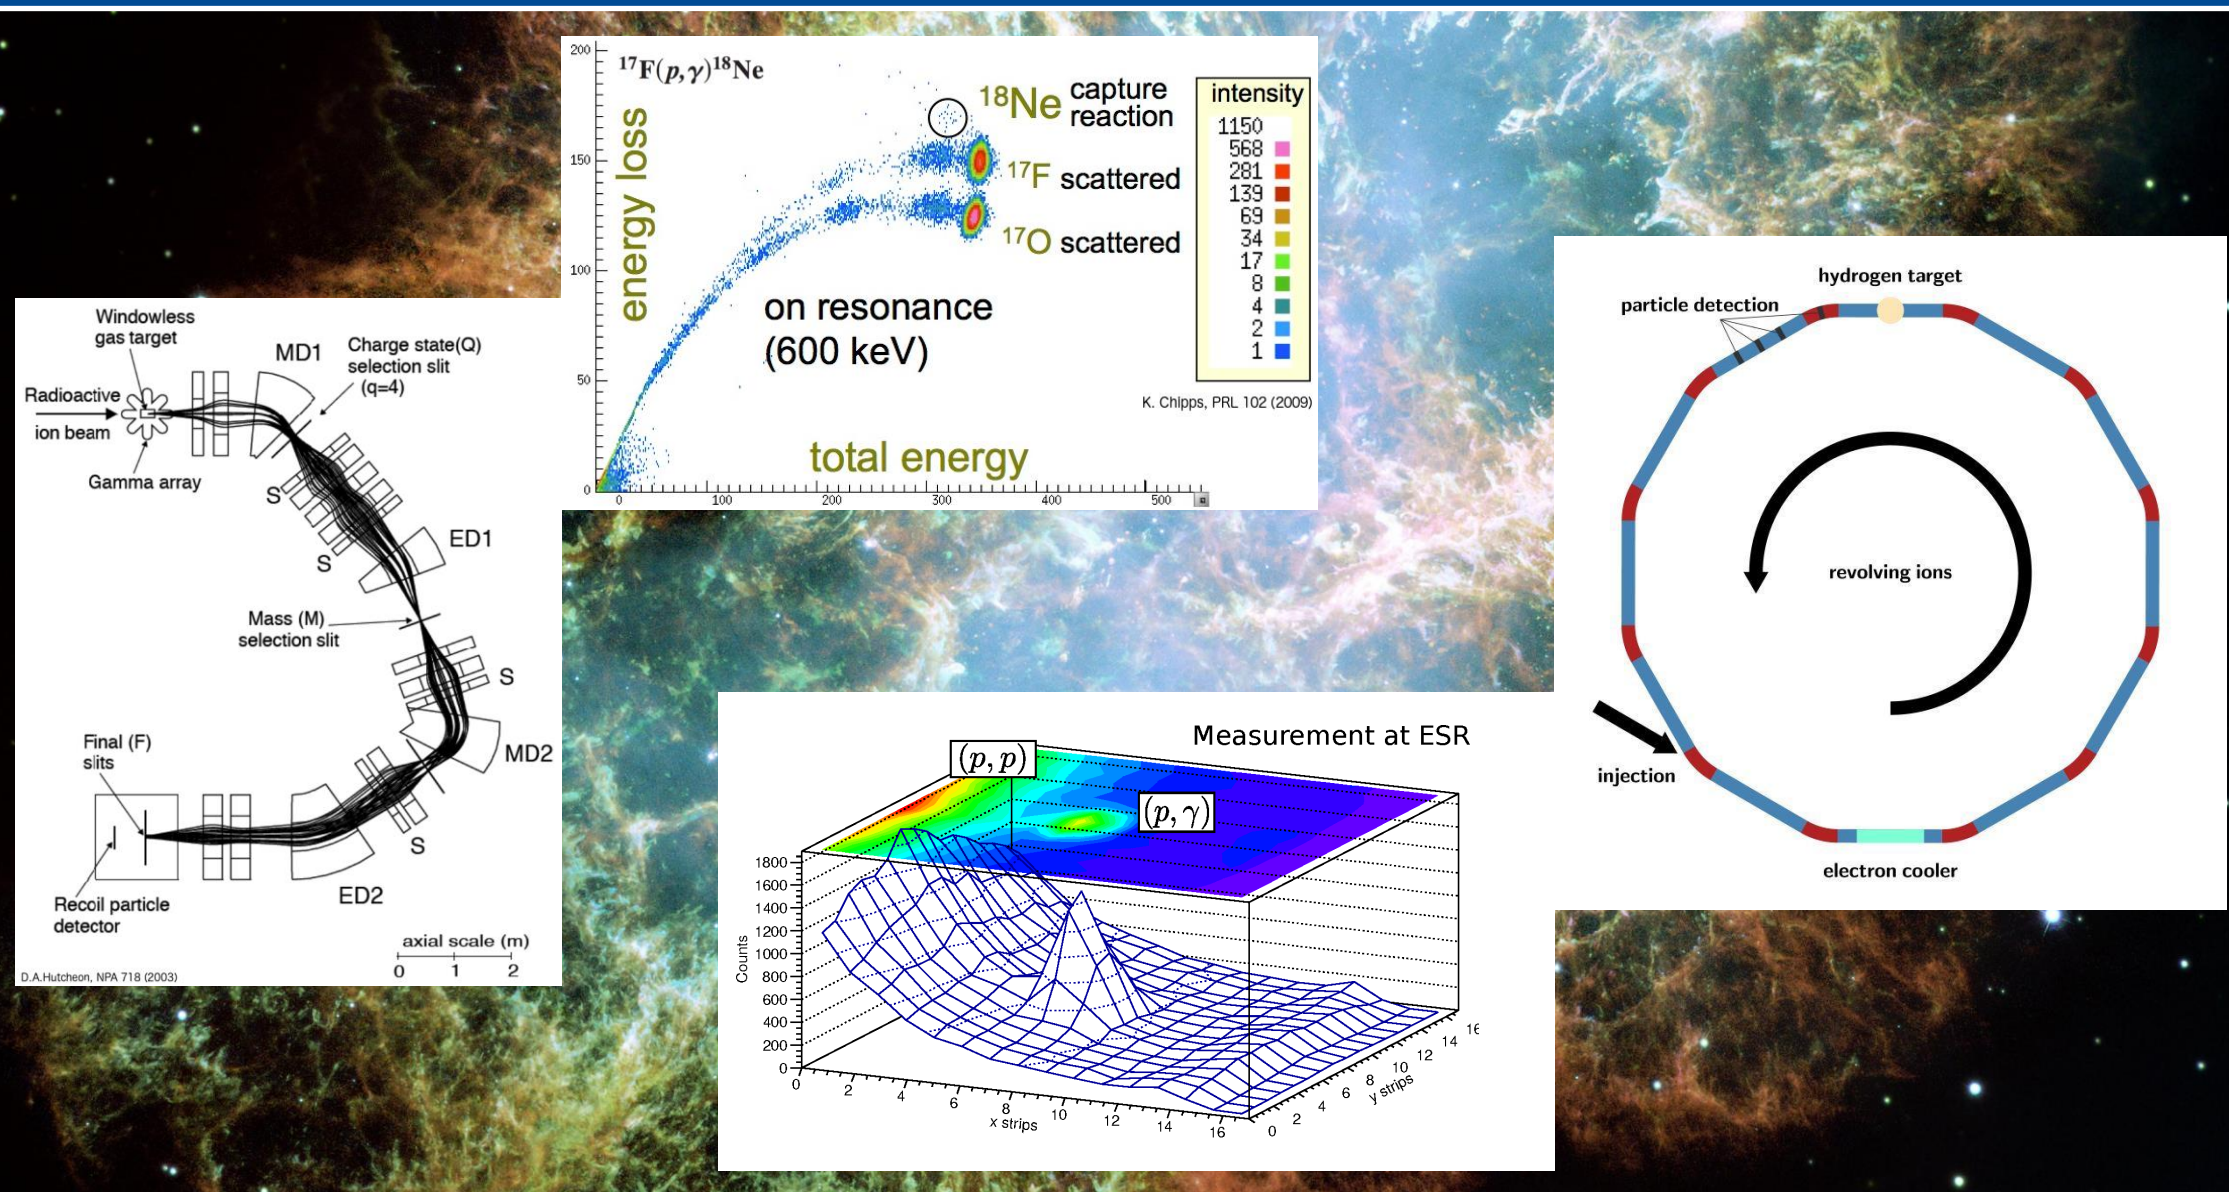 Windowless
gas target
MD1
Charge state(Q)
selection slit
(q=4)
Radioactive
ion beam
Gamma array
S
S
ED1
Mass (M)
selection slit
S
Final (F)
slits
MD2
S
ED2
Recoil particle
detector
axial scale (m)
0 1 2
D.A.Hutcheon, NPA 718 (2003)
¹⁷F(p,γ)¹⁸Ne
energy loss
200
150
100
50
0
¹⁸Ne capture
reaction
¹⁷F scattered
¹⁷O scattered
on resonance
(600 keV)
total energy
0 100 200 300 400 500
intensity
1150
568
281
139
69
34
17
8
4
2
1
K. Chipps, PRL 102 (2009)
Measurement at ESR
(p, p)
(p, γ)
Counts
1800
1600
1400
1200
1000
800
600
400
200
0
0 2 4 6 8 10 12 14 16
x strips
0 2 4 6 8 10 12 14 16
y strips
hydrogen target
particle detection
revolving ions
injection
electron cooler